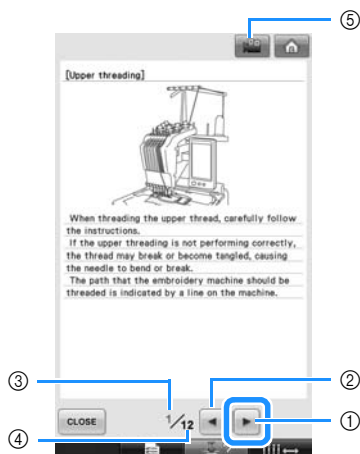 ⑤
[Upper threading]
When threading the upper thread, carefully follow
the instructions.
If the upper threading is not performing correctly,
the thread may break or become tangled, causing
the needle to bend or break.
The path that the embroidery machine should be
threaded is indicated by a line on the machine.
③
②
1/12
CLOSE
①
④